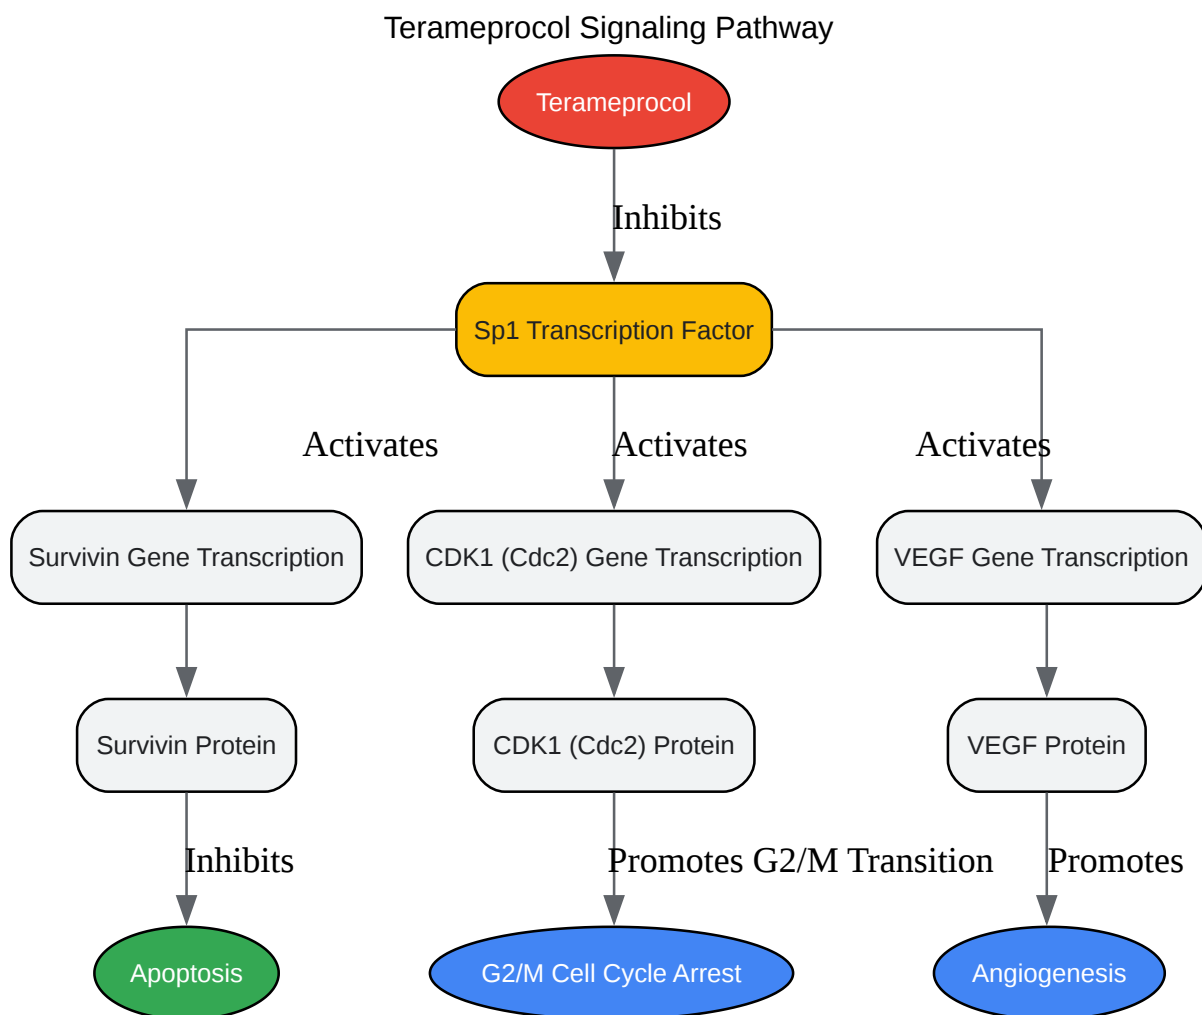 Terameprocol Signaling Pathway
Terameprocol
Inhibits
Sp1 Transcription Factor
Activates
Activates
Activates
Survivin Gene Transcription
CDK1 (Cdc2) Gene Transcription
VEGF Gene Transcription
Survivin Protein
CDK1 (Cdc2) Protein
VEGF Protein
Inhibits
Promotes G2/M Transition
Promotes
Apoptosis
G2/M Cell Cycle Arrest
Angiogenesis